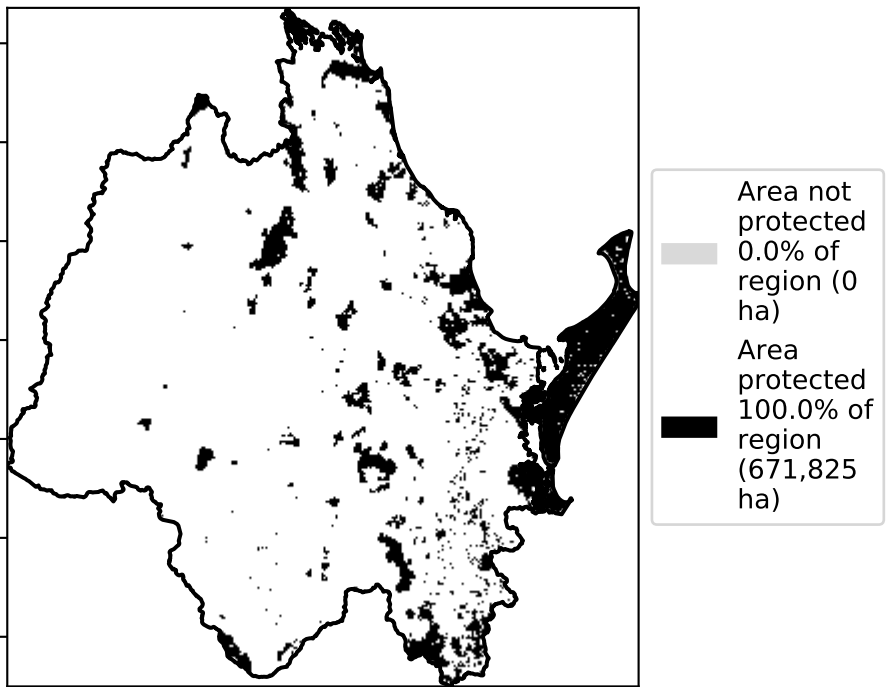 Area not
protected
0.0% of
region (0
ha)
Area
protected
100.0% of
region
(671,825
ha)